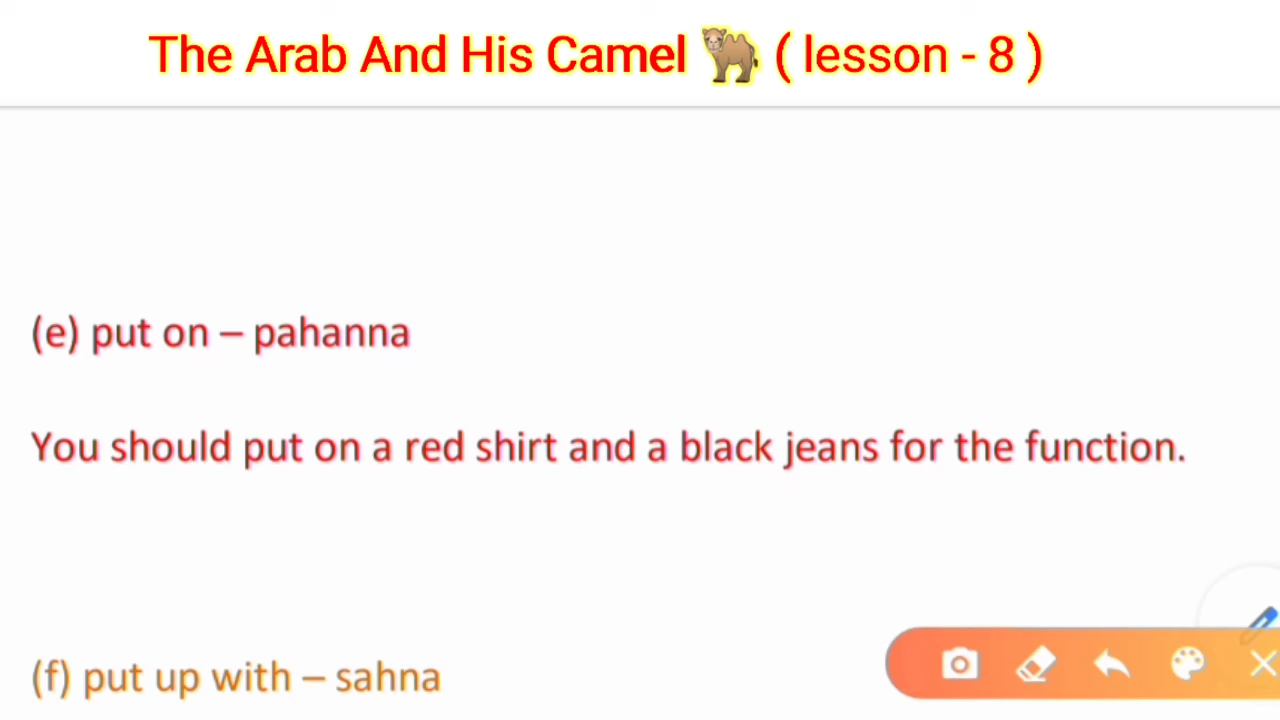 The Arab And His Camel 🐫 ( lesson - 8 )
(e) put on – pahanna
You should put on a red shirt and a black jeans for the function.
(f) put up with – sahna